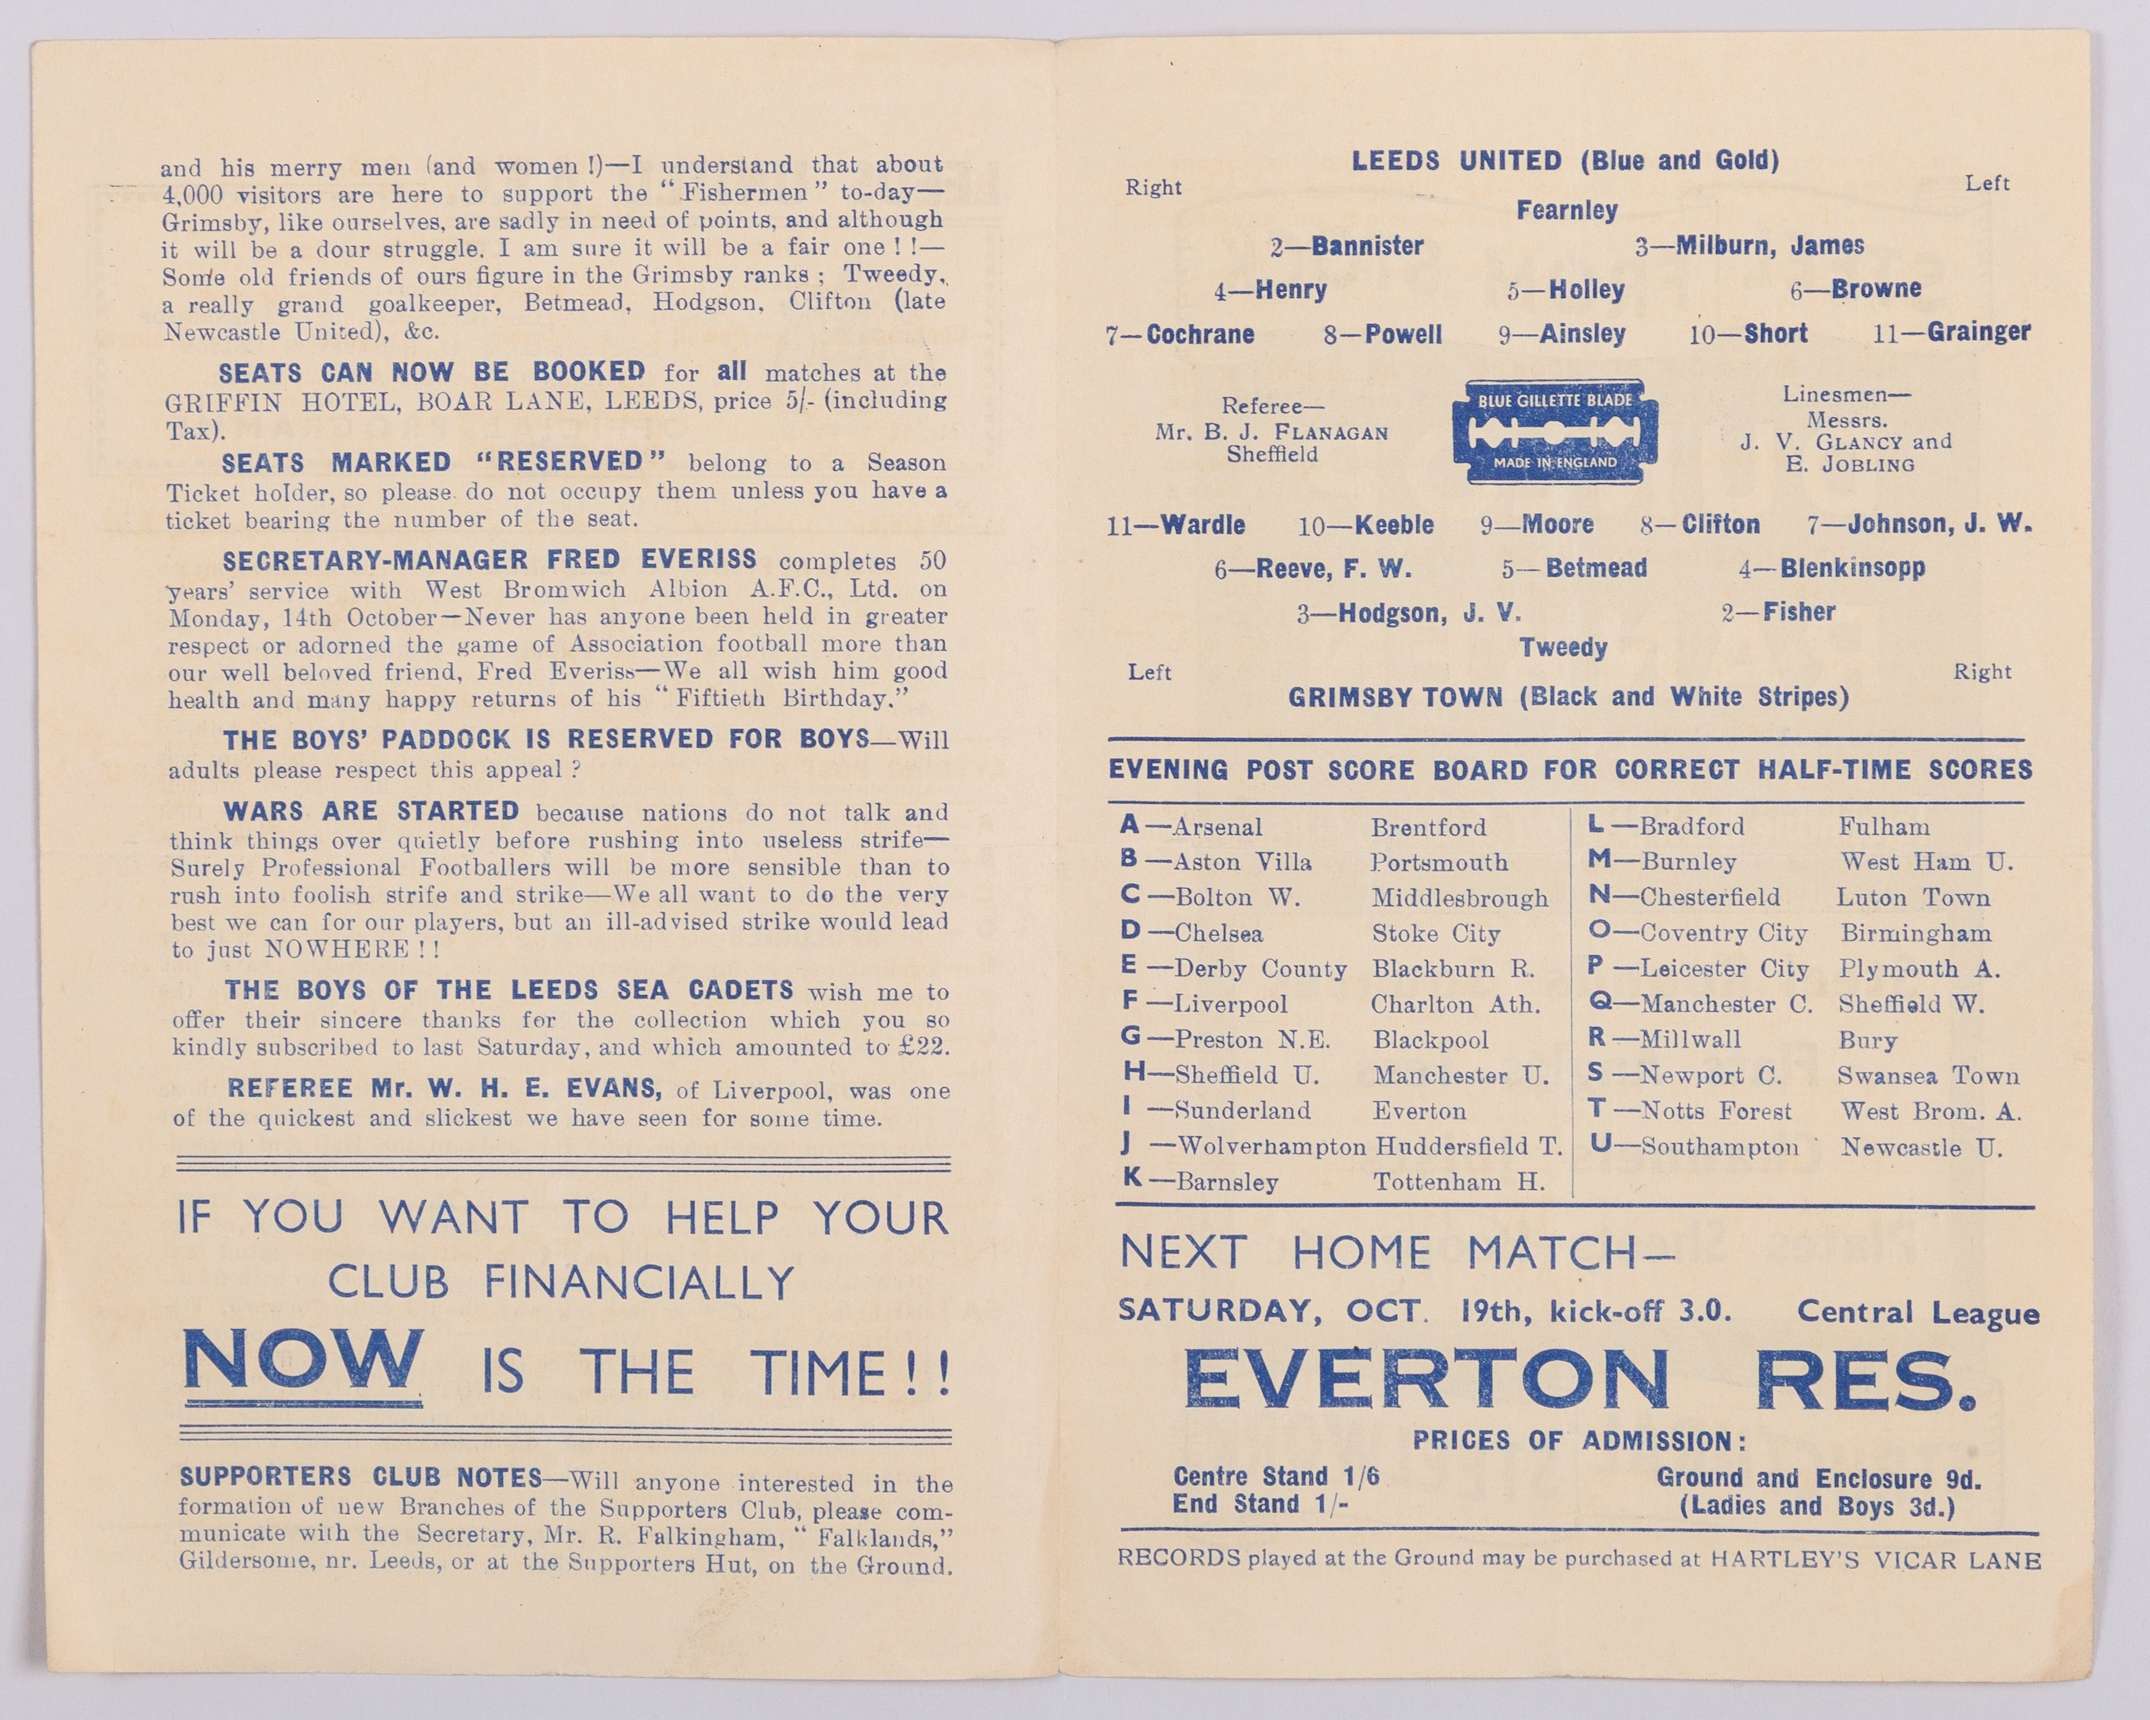 and his merry men (and women !)—I understand that about
4,000 visitors are here to support the “ Fishermen ” to-day—
Grimsby, like ourselves, are sadly in need of points, and although
it will be a dour struggle, I am sure it will be a fair one ! !—
Some old friends of ours figure in the Grimsby ranks ; Tweedy,
a really grand goalkeeper, Betmead, Hodgson, Clifton (late
Newcastle United), &c.
SEATS CAN NOW BE BOOKED for all matches at the
GRIFFIN HOTEL, BOAR LANE, LEEDS, price 5/- (including
Tax).
SEATS MARKED “RESERVED” belong to a Season
Ticket holder, so please do not occupy them unless you have a
ticket bearing the number of the seat.
SECRETARY-MANAGER FRED EVERISS completes 50
years’ service with West Bromwich Albion A.F.C., Ltd. on
Monday, 14th October—Never has anyone been held in greater
respect or adorned the game of Association football more than
our well beloved friend, Fred Everiss—We all wish him good
health and many happy returns of his “ Fiftieth Birthday.”
THE BOYS’ PADDOCK IS RESERVED FOR BOYS—Will
adults please respect this appeal ?
WARS ARE STARTED because nations do not talk and
think things over quietly before rushing into useless strife—
Surely Professional Footballers will be more sensible than to
rush into foolish strife and strike—We all want to do the very
best we can for our players, but an ill-advised strike would lead
to just NOWHERE ! !
THE BOYS OF THE LEEDS SEA CADETS wish me to
offer their sincere thanks for the collection which you so
kindly subscribed to last Saturday, and which amounted to £22.
REFEREE Mr. W. H. E. EVANS, of Liverpool, was one
of the quickest and slickest we have seen for some time.
IF YOU WANT TO HELP YOUR
CLUB FINANCIALLY
NOW IS THE TIME ! !
SUPPORTERS CLUB NOTES—Will anyone interested in the
formation of new Branches of the Supporters Club, please com-
municate with the Secretary, Mr. R. Falkingham, “ Falklands,”
Gildersome, nr. Leeds, or at the Supporters Hut, on the Ground.
LEEDS UNITED (Blue and Gold)
Right Left
Fearnley
2—Bannister 3—Milburn, James
4—Henry 5—Holley 6—Browne
7—Cochrane 8—Powell 9—Ainsley 10—Short 11—Grainger
Referee—
Mr. B. J. FLANAGAN
Sheffield
BLUE GILLETTE BLADE
MADE IN ENGLAND
Linesmen—
Messrs.
J. V. GLANCY and
E. JOBLING
11—Wardle 10—Keeble 9—Moore 8—Clifton 7—Johnson, J. W.
6—Reeve, F. W. 5—Betmead 4—Blenkinsopp
3—Hodgson, J. V. 2—Fisher
Tweedy
Left Right
GRIMSBY TOWN (Black and White Stripes)
EVENING POST SCORE BOARD FOR CORRECT HALF-TIME SCORES
A—Arsenal Brentford
B—Aston Villa Portsmouth
C—Bolton W. Middlesbrough
D—Chelsea Stoke City
E—Derby County Blackburn R.
F—Liverpool Charlton Ath.
G—Preston N.E. Blackpool
H—Sheffield U. Manchester U.
I—Sunderland Everton
J—Wolverhampton Huddersfield T.
K—Barnsley Tottenham H.
L—Bradford Fulham
M—Burnley West Ham U.
N—Chesterfield Luton Town
O—Coventry City Birmingham
P—Leicester City Plymouth A.
Q—Manchester C. Sheffield W.
R—Millwall Bury
S—Newport C. Swansea Town
T—Notts Forest West Brom. A.
U—Southampton Newcastle U.
NEXT HOME MATCH—
SATURDAY, OCT. 19th, kick-off 3.0. Central League
EVERTON RES.
PRICES OF ADMISSION :
Centre Stand 1/6 Ground and Enclosure 9d.
End Stand 1/- (Ladies and Boys 3d.)
RECORDS played at the Ground may be purchased at HARTLEY’S VICAR LANE